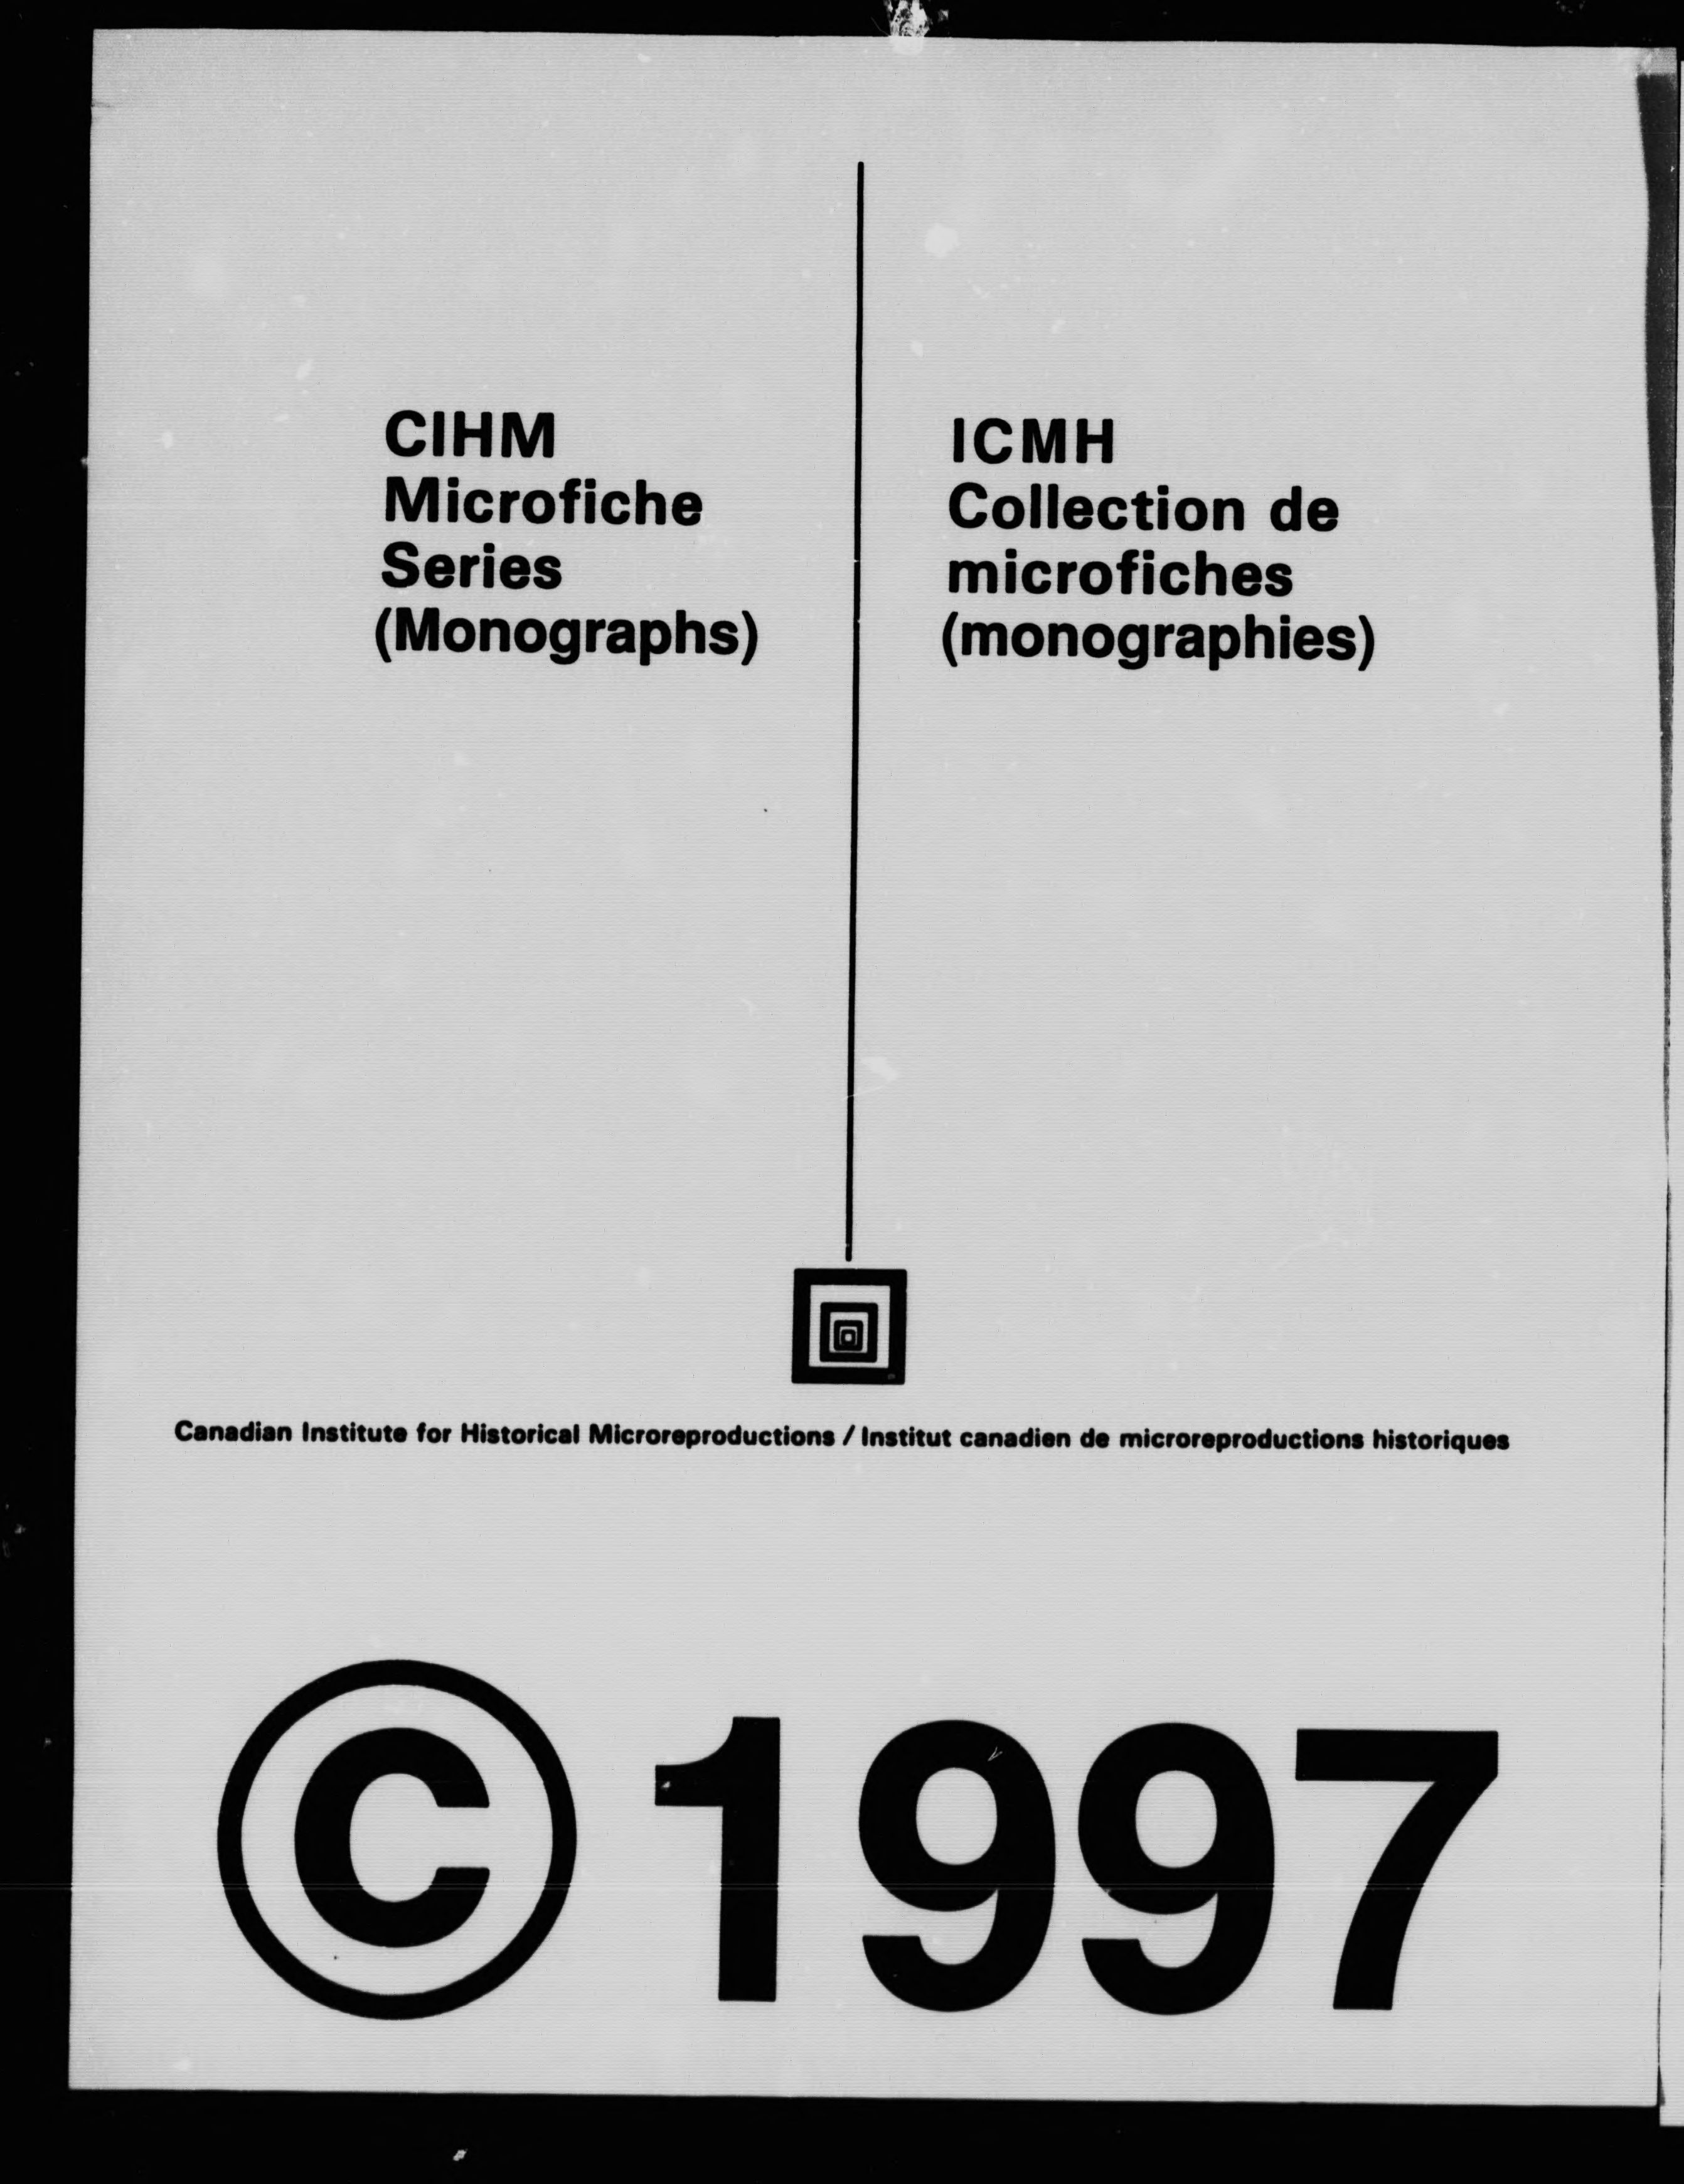 CIHM
Microfiche
Series
(Monographs)
ICMH
Collection de
microfiches
(monographies)
Canadian Institute for Historical Microreproductions / Institut canadien de microreproductions historiques
© 1997